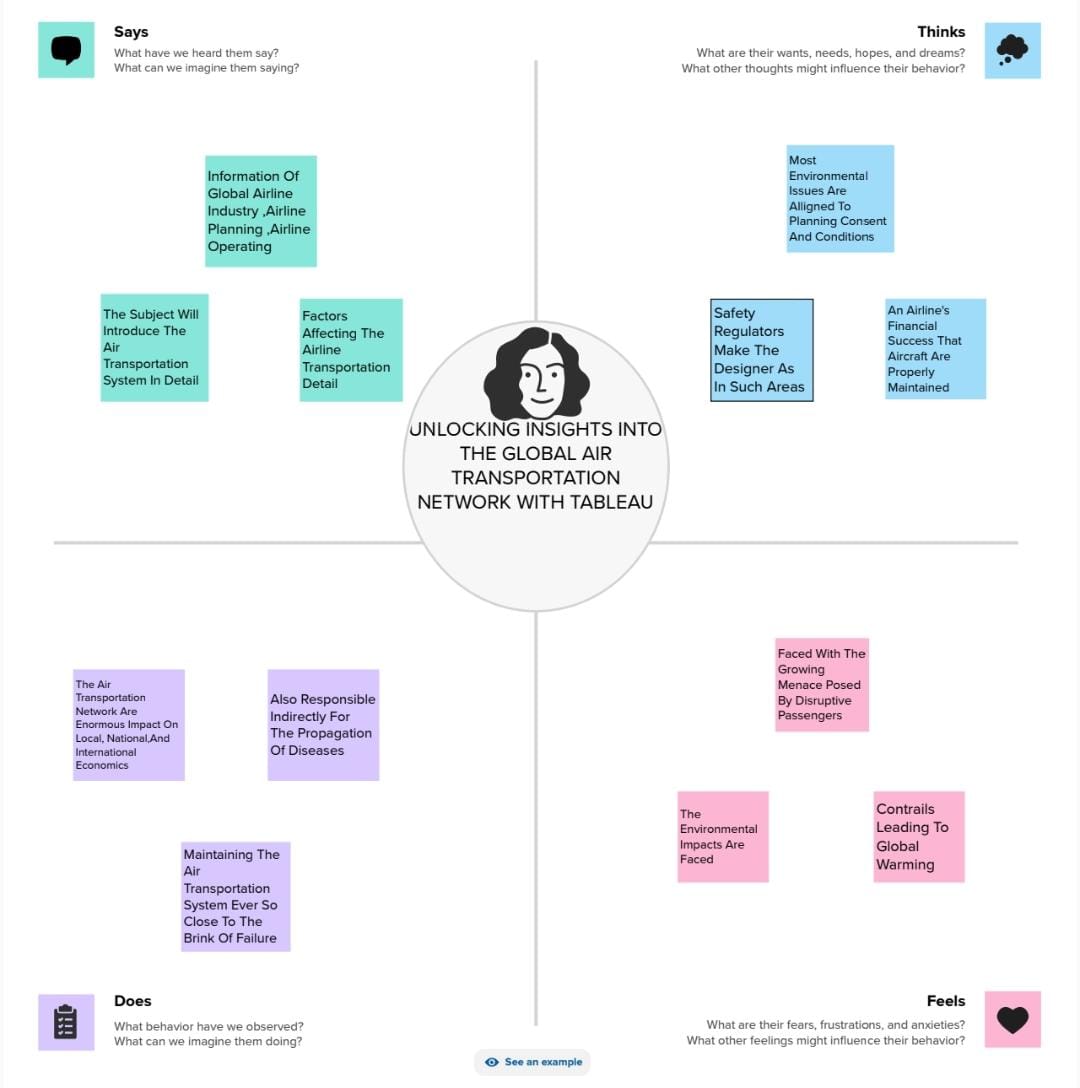 Says
What have we heard them say?
What can we imagine them saying?
Thinks
What are their wants, needs, hopes, and dreams?
What other thoughts might influence their behavior?
Information Of
Global Airline
Industry ,Airline
Planning ,Airline
Operating
The Subject Will
Introduce The
Air
Transportation
System In Detail
Factors
Affecting The
Airline
Transportation
Detail
Most
Environmental
Issues Are
Alligned To
Planning Consent
And Conditions
Safety
Regulators
Make The
Designer As
In Such Areas
An Airline's
Financial
Success That
Aircraft Are
Properly
Maintained
UNLOCKING INSIGHTS INTO
THE GLOBAL AIR
TRANSPORTATION
NETWORK WITH TABLEAU
The Air
Transportation
Network Are
Enormous Impact On
Local, National,And
International
Economics
Also Responsible
Indirectly For
The Propagation
Of Diseases
Maintaining The
Air
Transportation
System Ever So
Close To The
Brink Of Failure
Faced With The
Growing
Menace Posed
By Disruptive
Passengers
The
Environmental
Impacts Are
Faced
Contrails
Leading To
Global
Warming
Does
What behavior have we observed?
What can we imagine them doing?
Feels
What are their fears, frustrations, and anxieties?
What other feelings might influence their behavior?
See an example